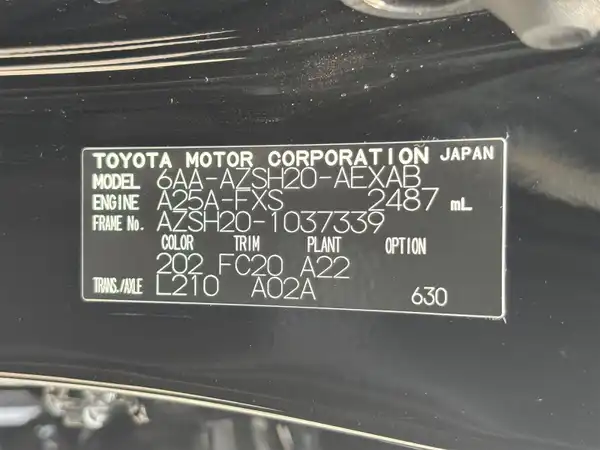 TOYOTA MOTOR CORPORATION JAPAN
MODEL 6AA-AZSH20-AEXAB
ENGINE A25A-FXS 2487 mL
FRAME No. AZSH20-1037339
COLOR TRIM PLANT OPTION
202 FC20 A22
TRANS./AXLE L210 A02A 630